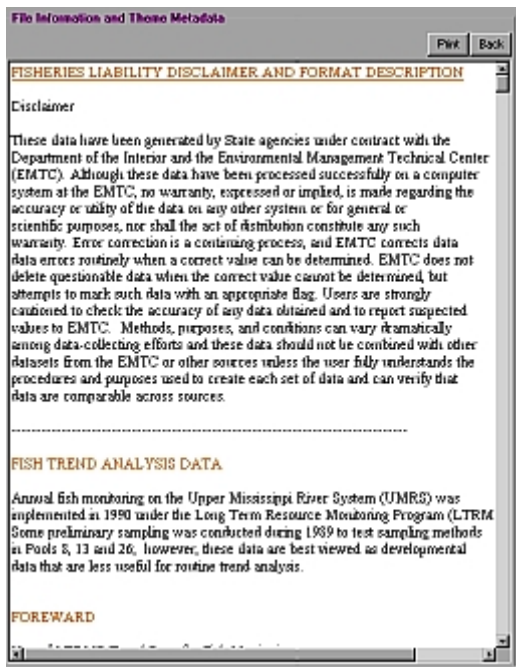 File Information and Theme Metadata
Print Back
FISHERIES LIABILITY DISCLAIMER AND FORMAT DESCRIPTION
Disclaimer
These data have been generated by State agencies under contract with the
Department of the Interior and the Environmental Management Technical Center
(EMTC). Although these data have been processed successfully on a computer
system at the EMTC, no warranty, expressed or implied, is made regarding the
accuracy or utility of the data on any other system or for general or
scientific purposes, nor shall the act of distribution constitute any such
warranty. Error correction is a continuing process, and EMTC corrects data
data errors routinely when a correct value can be determined. EMTC does not
delete questionable data when the correct value cannot be determined, but
attempts to mark such data with an appropriate flag. Users are strongly
cautioned to check the accuracy of any data obtained and to report suspected
values to EMTC. Methods, purposes, and conditions can vary dramatically
among data-collecting efforts and these data should not be combined with other
datasets from the EMTC or other sources unless the user fully understands the
procedures and purposes used to create each set of data and can verify that
data are comparable across sources.
FISH TREND ANALYSIS DATA
Annual fish monitoring on the Upper Mississippi River System (UMRS) was
implemented in 1990 under the Long Term Resource Monitoring Program (LTRM
Some preliminary sampling was conducted during 1989 to test sampling methods
in Pools 8, 13 and 26, however, these data are best viewed as developmental
data that are less useful for routine trend analysis.
FOREWARD